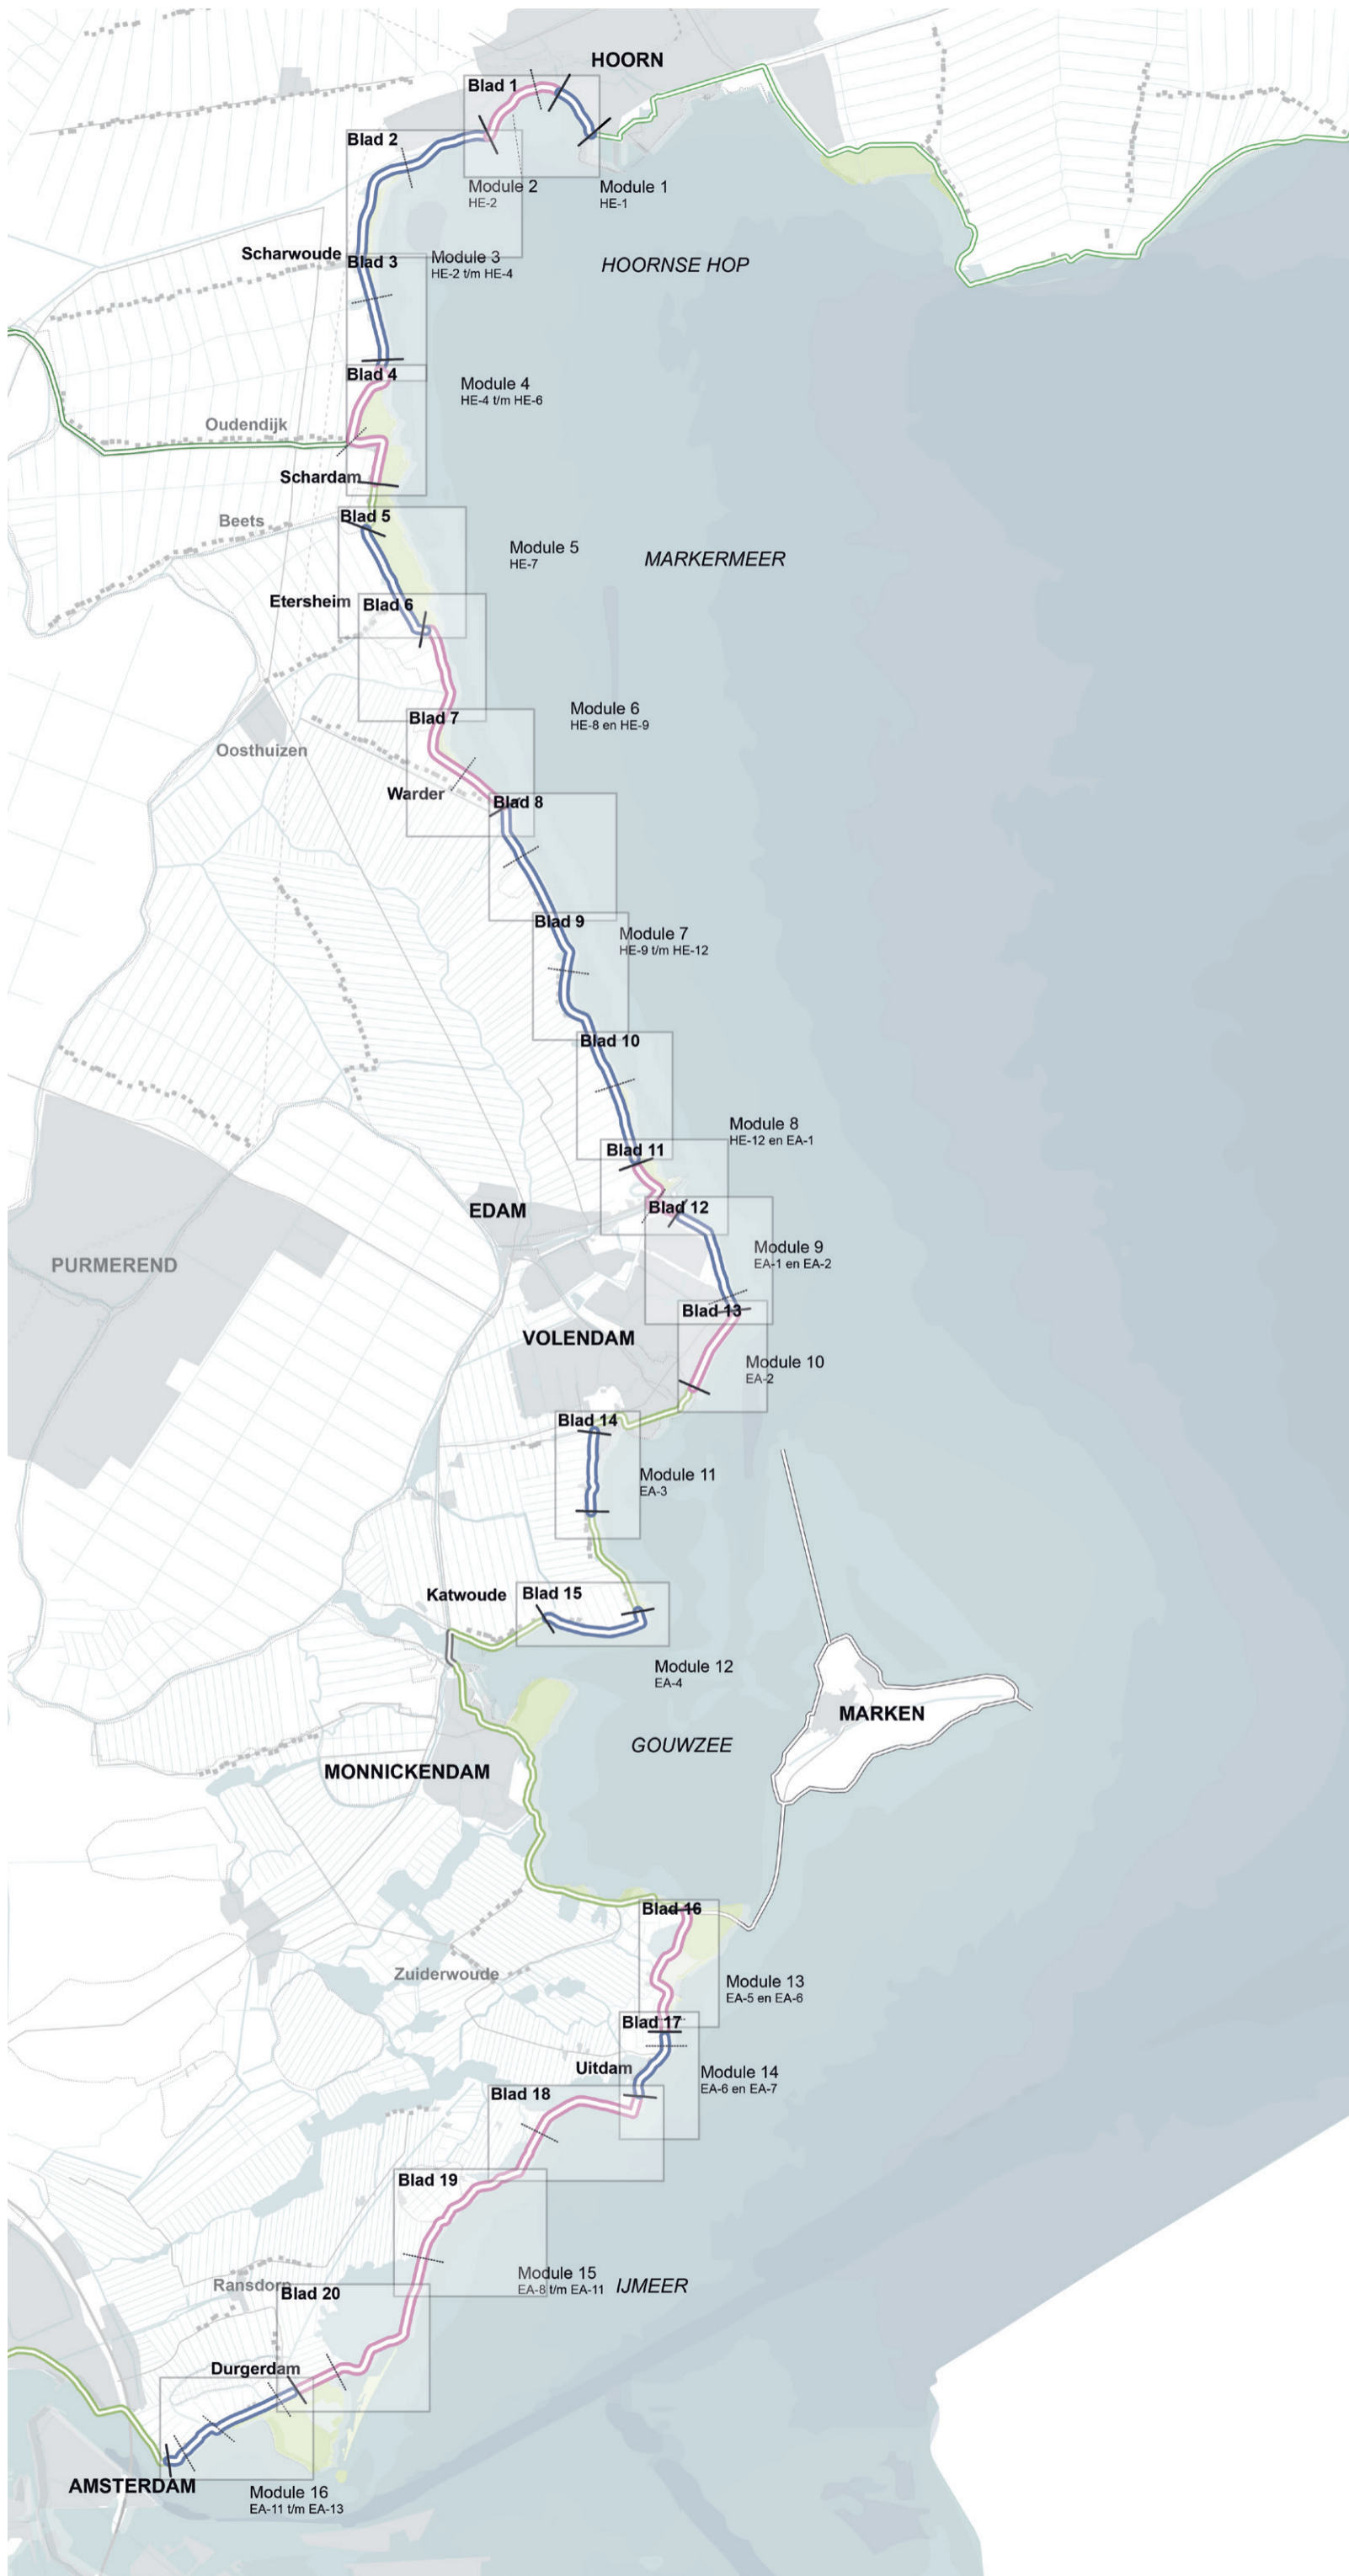 HOORN
Blad 1
Blad 2
Module 2
HE-2
Module 1
HE-1
Scharwoude
Blad 3
Module 3
HE-2 t/m HE-4
HOORNSE HOP
Blad 4
Module 4
HE-4 t/m HE-6
Oudendijk
Schardam
Beets
Blad 5
Module 5
HE-7
MARKERMEER
Etersheim
Blad 6
Module 6
HE-8 en HE-9
Blad 7
Oosthuizen
Warder
Blad 8
Blad 9
Module 7
HE-9 t/m HE-12
Blad 10
Module 8
HE-12 en EA-1
Blad 11
EDAM
Blad 12
Module 9
EA-1 en EA-2
PURMEREND
Blad 13
VOLENDAM
Module 10
EA-2
Blad 14
Module 11
EA-3
Katwoude
Blad 15
Module 12
EA-4
MARKEN
GOUWZEE
MONNICKENDAM
Blad 16
Zuiderwoude
Module 13
EA-5 en EA-6
Blad 17
Uitdam
Module 14
EA-6 en EA-7
Blad 18
Blad 19
Module 15
EA-8 t/m EA-11
IJMEER
Ransdorp
Blad 20
Durgerdam
AMSTERDAM
Module 16
EA-11 t/m EA-13